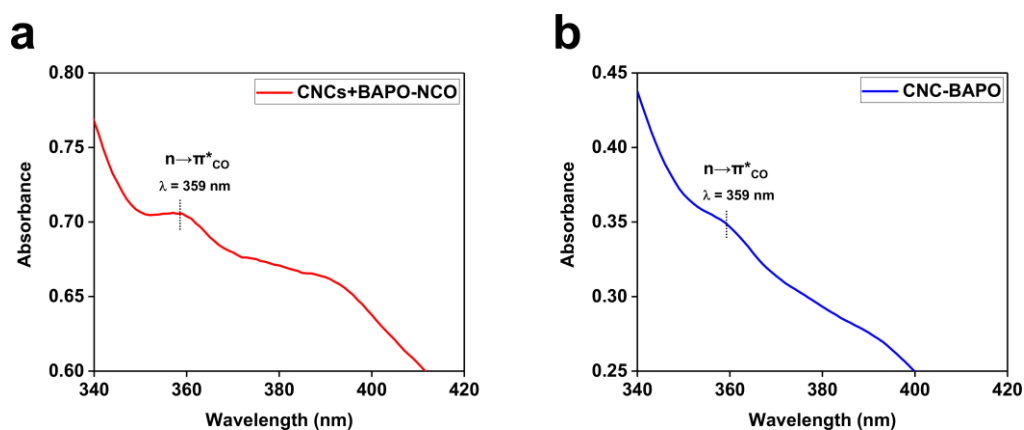 a
CNCs+BAPO-NCO
n→π*CO
λ = 359 nm
Absorbance
0.80
0.75
0.70
0.65
0.60
340
360
380
400
420
Wavelength (nm)
b
CNC-BAPO
n→π*CO
λ = 359 nm
Absorbance
0.45
0.40
0.35
0.30
0.25
340
360
380
400
420
Wavelength (nm)